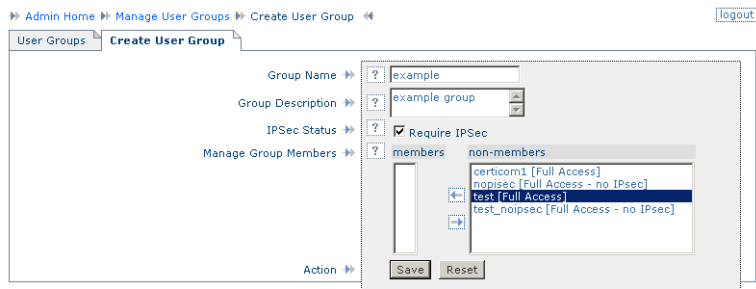 Admin Home Manage User Groups Create User Group
logout
User Groups Create User Group
Group Name ? example
Group Description ? example group
IPSec Status ? Require IPSec
Manage Group Members ? members non-members
certicom1 [Full Access]
nopisec [Full Access - no IPsec]
test [Full Access]
test_noipsec [Full Access - no IPsec]
Action Save Reset